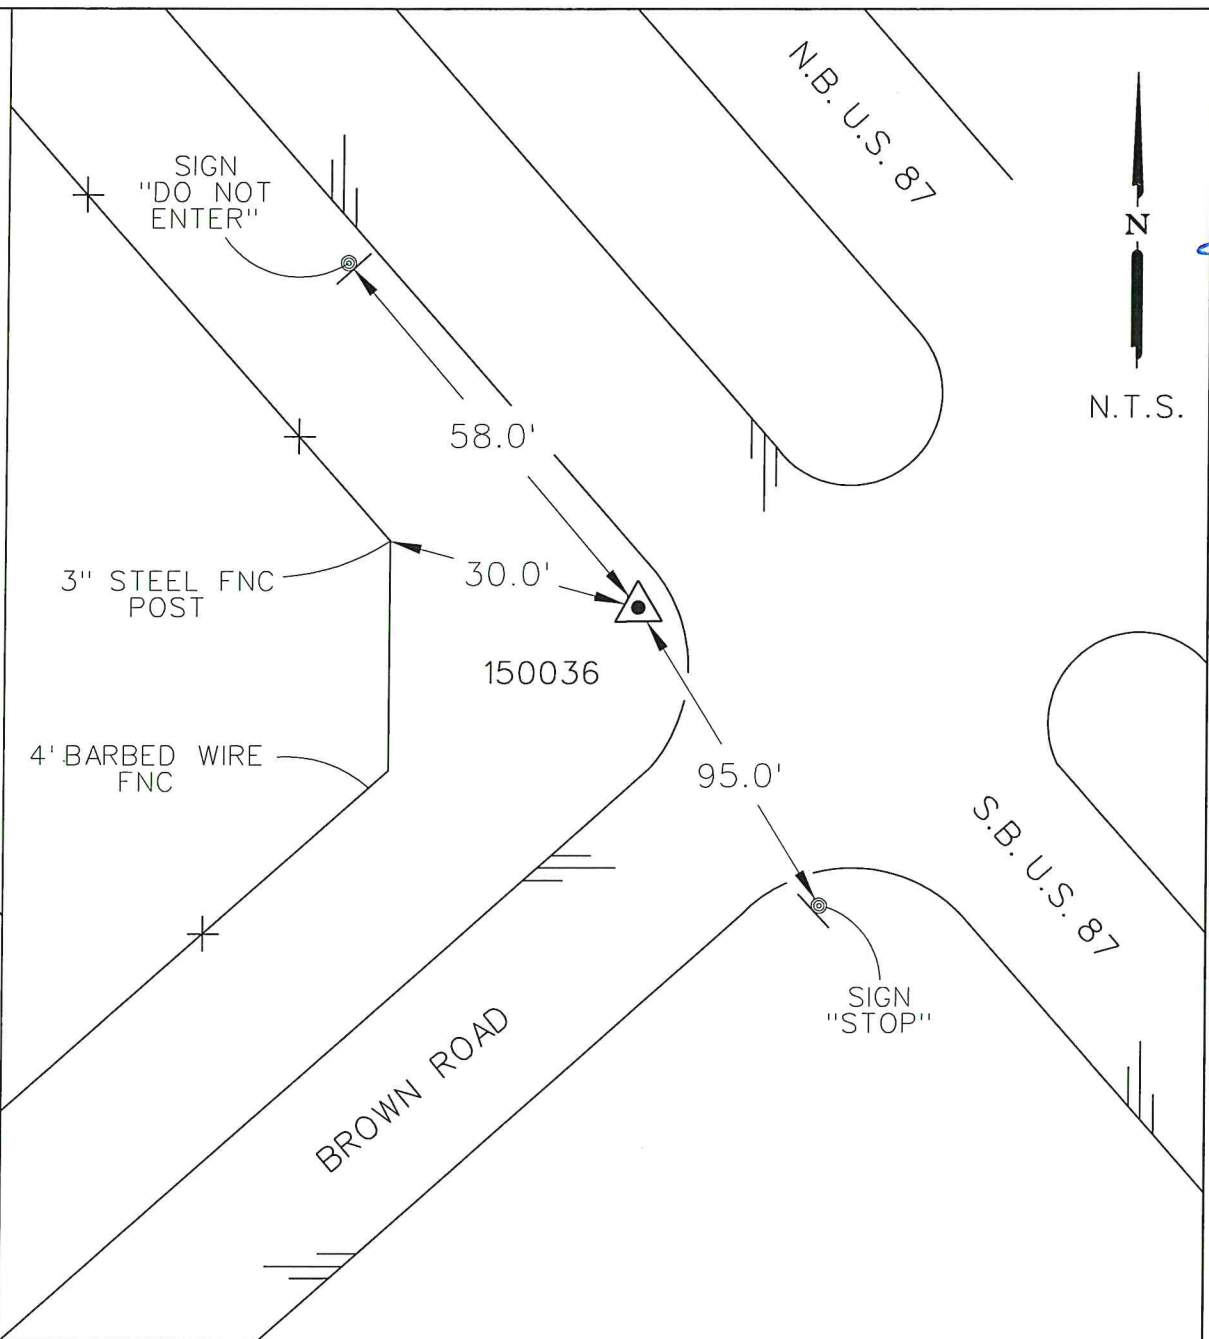 N.B. U.S. 87
SIGN
"DO NOT
ENTER"
N
N.T.S.
58.0'
30.0'
3" STEEL FNC
POST
150036
4' BARBED WIRE
FNC
95.0'
S.B. U.S. 87
SIGN
"STOP"
BROWN ROAD